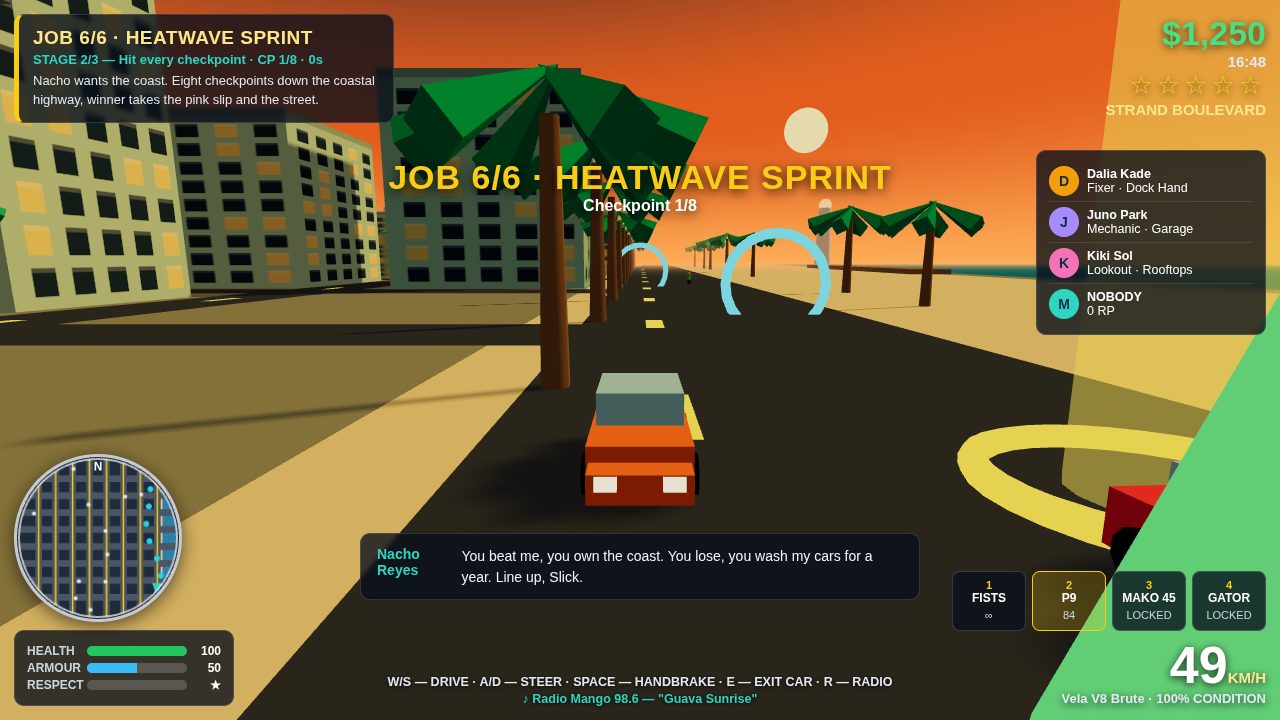 JOB 6/6 · HEATWAVE SPRINT
STAGE 2/3 — Hit every checkpoint · CP 1/8 · 0s
Nacho wants the coast. Eight checkpoints down the coastal
highway, winner takes the pink slip and the street.
$1,250
16:48
☆☆☆☆☆
STRAND BOULEVARD
D
Dalia Kade
Fixer · Dock Hand
J
Juno Park
Mechanic · Garage
K
Kiki Sol
Lookout · Rooftops
M
NOBODY
0 RP
JOB 6/6 · HEATWAVE SPRINT
Checkpoint 1/8
N
Nacho
Reyes
You beat me, you own the coast. You lose, you wash my cars for a
year. Line up, Slick.
1
FISTS
∞
2
P9
84
3
MAKO 45
LOCKED
4
GATOR
LOCKED
HEALTH 100
ARMOUR 50
RESPECT ★
W/S — DRIVE · A/D — STEER · SPACE — HANDBRAKE · E — EXIT CAR · R — RADIO
♪ Radio Mango 98.6 — "Guava Sunrise"
49 KM/H
Vela V8 Brute · 100% CONDITION